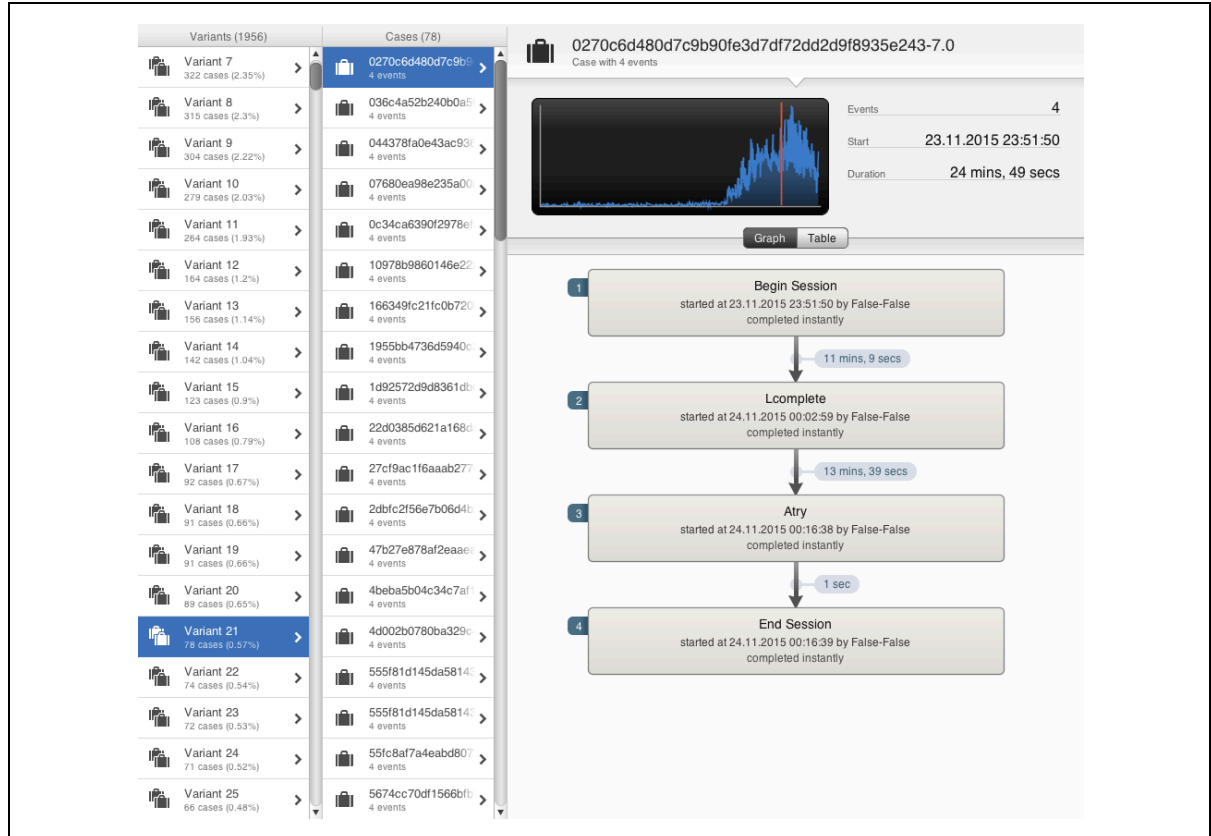 Variants (1956)
Variant 7
322 cases (2.35%)
Variant 8
315 cases (2.3%)
Variant 9
304 cases (2.22%)
Variant 10
279 cases (2.03%)
Variant 11
264 cases (1.93%)
Variant 12
164 cases (1.2%)
Variant 13
156 cases (1.14%)
Variant 14
142 cases (1.04%)
Variant 15
123 cases (0.9%)
Variant 16
108 cases (0.79%)
Variant 17
92 cases (0.67%)
Variant 18
91 cases (0.66%)
Variant 19
91 cases (0.66%)
Variant 20
89 cases (0.65%)
Variant 21
78 cases (0.57%)
Variant 22
74 cases (0.54%)
Variant 23
72 cases (0.53%)
Variant 24
71 cases (0.52%)
Variant 25
66 cases (0.48%)
Cases (78)
0270c6d480d7c9b9
4 events
036c4a52b240b0a5
4 events
044378fa0e43ac936
4 events
07680ea98e235a00
4 events
0c34ca6390f2978ef
4 events
10978b9860146e22
4 events
166349fc21fc0b720
4 events
1955bb4736d5940c
4 events
1d92572d9d8361db
4 events
22d0385d621a168d
4 events
27cf9ac1f6aaab277
4 events
2dbfc2f56e7b06d4b
4 events
47b27e878af2eaaea
4 events
4beba5b04c34c7af1
4 events
4d002b0780ba329c
4 events
555f81d145da58143
4 events
555f81d145da58143
4 events
55fc8af7a4eabd807
4 events
5674cc70df1566bfb
4 events
0270c6d480d7c9b90fe3d7df72dd2d9f8935e243-7.0
Case with 4 events
Events 4
Start 23.11.2015 23:51:50
Duration 24 mins, 49 secs
Graph Table
1
Begin Session
started at 23.11.2015 23:51:50 by False-False
completed instantly
11 mins, 9 secs
2
Lcomplete
started at 24.11.2015 00:02:59 by False-False
completed instantly
13 mins, 39 secs
3
Atry
started at 24.11.2015 00:16:38 by False-False
completed instantly
1 sec
4
End Session
started at 24.11.2015 00:16:39 by False-False
completed instantly